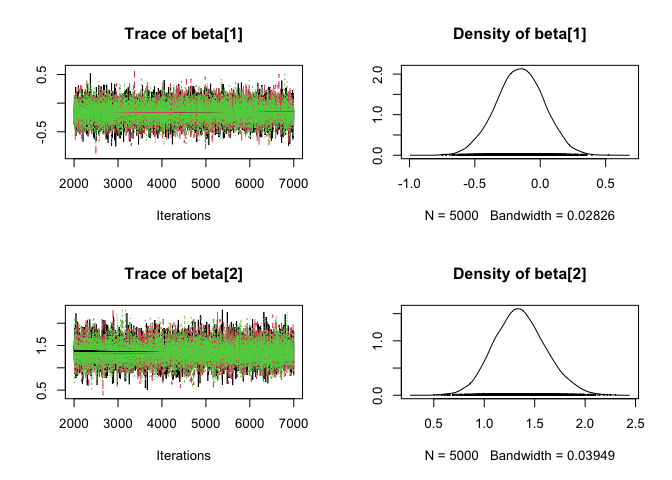 Trace of beta[1]
0.5
-0.5
2000 3000 4000 5000 6000 7000
Iterations
Density of beta[1]
2.0
1.0
0.0
-1.0 -0.5 0.0 0.5
N = 5000 Bandwidth = 0.02826
Trace of beta[2]
1.5
0.5
2000 3000 4000 5000 6000 7000
Iterations
Density of beta[2]
1.0
0.0
0.5 1.0 1.5 2.0 2.5
N = 5000 Bandwidth = 0.03949